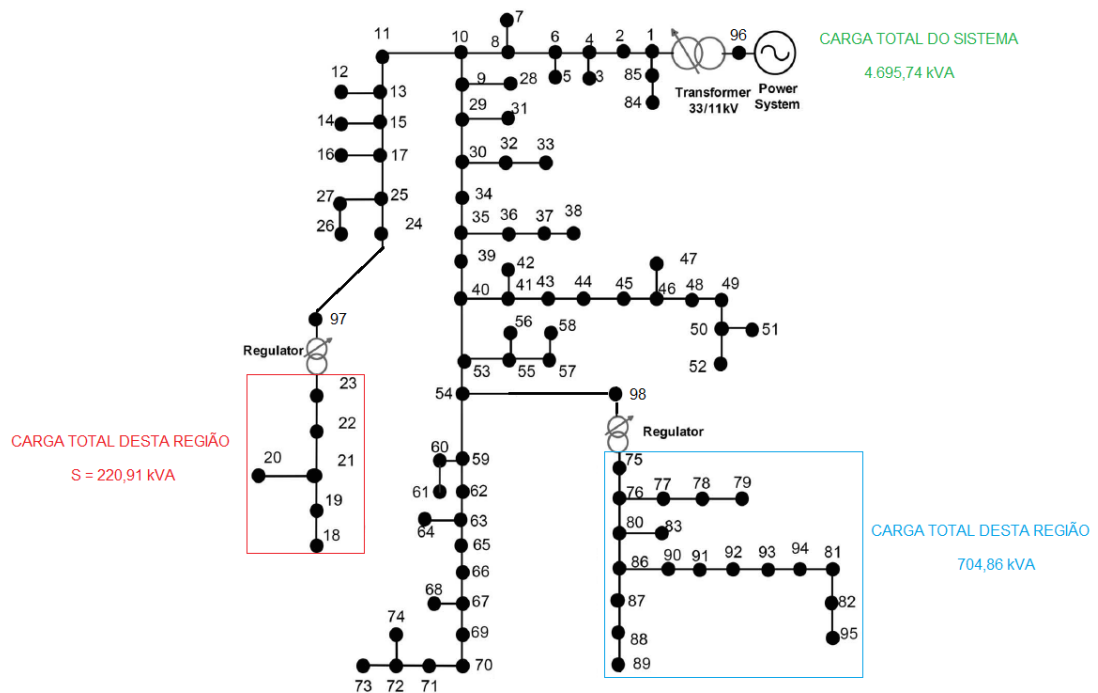 7
11 10 8 6 4 2 1 96
CARGA TOTAL DO SISTEMA
4.695,74 kVA
5 3 85
84
Transformer
33/11kV
Power
System
12 13 9 28
14 15 29 31
16 17 30 32 33
27 25 34
26 24 35 36 37 38
39 42 47
40 41 43 44 45 46 48 49
97 56 58 50 51
Regulator
53 55 57 52
23 54 98
Regulator
22
CARGA TOTAL DESTA REGIÃO
S = 220,91 kVA
20 21 60 59 75
19 61 62 76 77 78 79
18 64 63 80 83
CARGA TOTAL DESTA REGIÃO
704,86 kVA
65 86 90 91 92 93 94 81
66
68 67 87 82
74 69 88 95
70 89
73 72 71